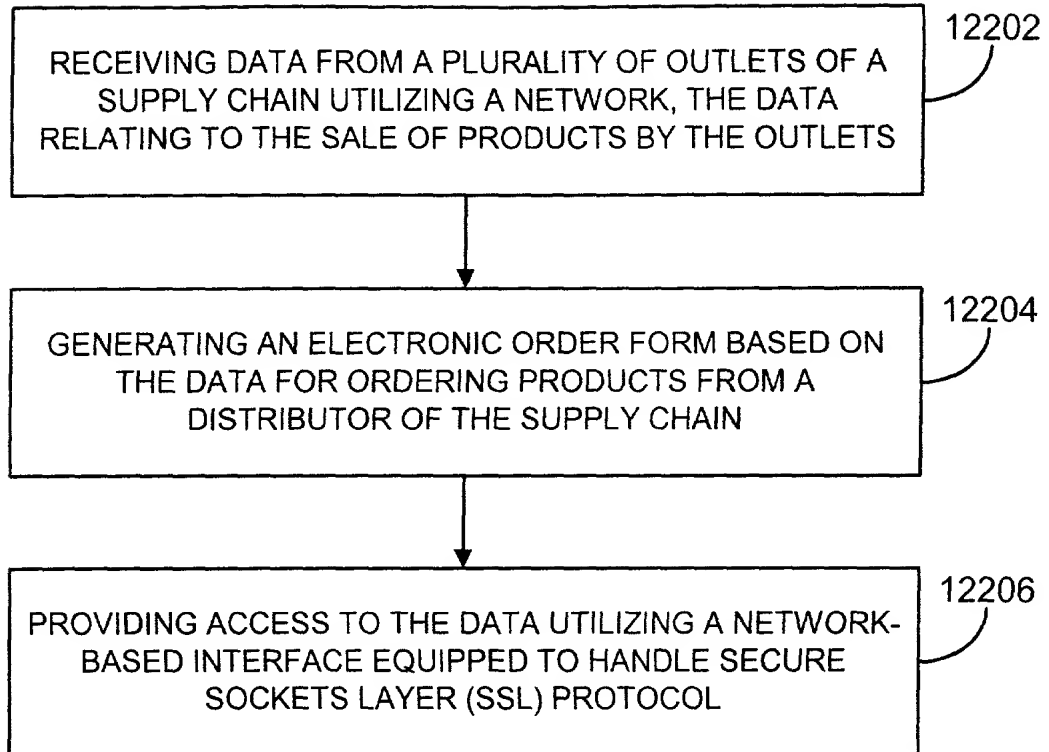 12202
RECEIVING DATA FROM A PLURALITY OF OUTLETS OF A
SUPPLY CHAIN UTILIZING A NETWORK, THE DATA
RELATING TO THE SALE OF PRODUCTS BY THE OUTLETS
12204
GENERATING AN ELECTRONIC ORDER FORM BASED ON
THE DATA FOR ORDERING PRODUCTS FROM A
DISTRIBUTOR OF THE SUPPLY CHAIN
12206
PROVIDING ACCESS TO THE DATA UTILIZING A NETWORK-
BASED INTERFACE EQUIPPED TO HANDLE SECURE
SOCKETS LAYER (SSL) PROTOCOL